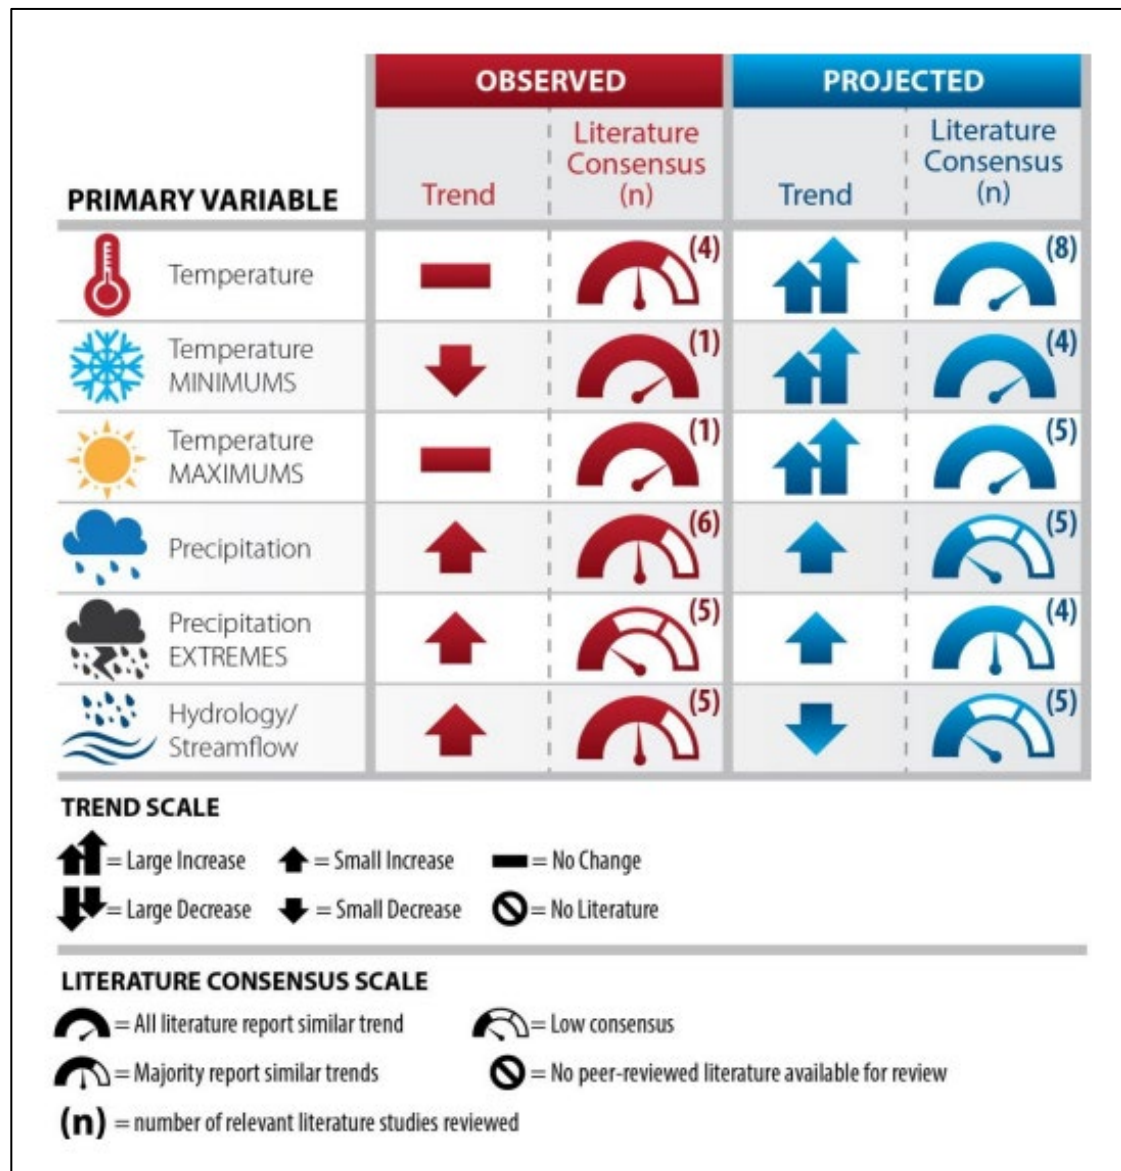 OBSERVED PROJECTED
PRIMARY VARIABLE
Trend
Literature
Consensus
(n)
Trend
Literature
Consensus
(n)
Temperature (4) (8)
Temperature
MINIMUMS
(1) (4)
Temperature
MAXIMUMS
(1) (5)
Precipitation (6) (5)
Precipitation
EXTREMES
(5) (4)
Hydrology/
Streamflow
(5) (5)
TREND SCALE
= Large Increase = Small Increase = No Change
= Large Decrease = Small Decrease = No Literature
LITERATURE CONSENSUS SCALE
= All literature report similar trend = Low consensus
= Majority report similar trends = No peer-reviewed literature available for review
(n) = number of relevant literature studies reviewed